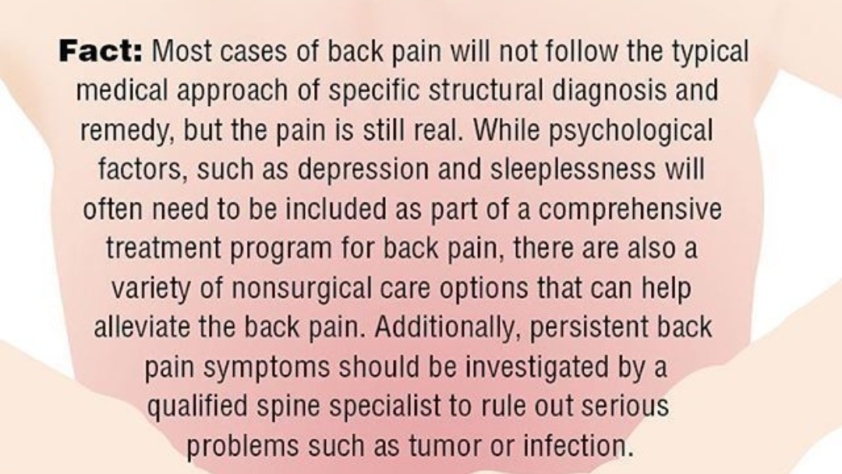 Fact: Most cases of back pain will not follow the typical
medical approach of specific structural diagnosis and
remedy, but the pain is still real. While psychological
factors, such as depression and sleeplessness will
often need to be included as part of a comprehensive
treatment program for back pain, there are also a
variety of nonsurgical care options that can help
alleviate the back pain. Additionally, persistent back
pain symptoms should be investigated by a
qualified spine specialist to rule out serious
problems such as tumor or infection.